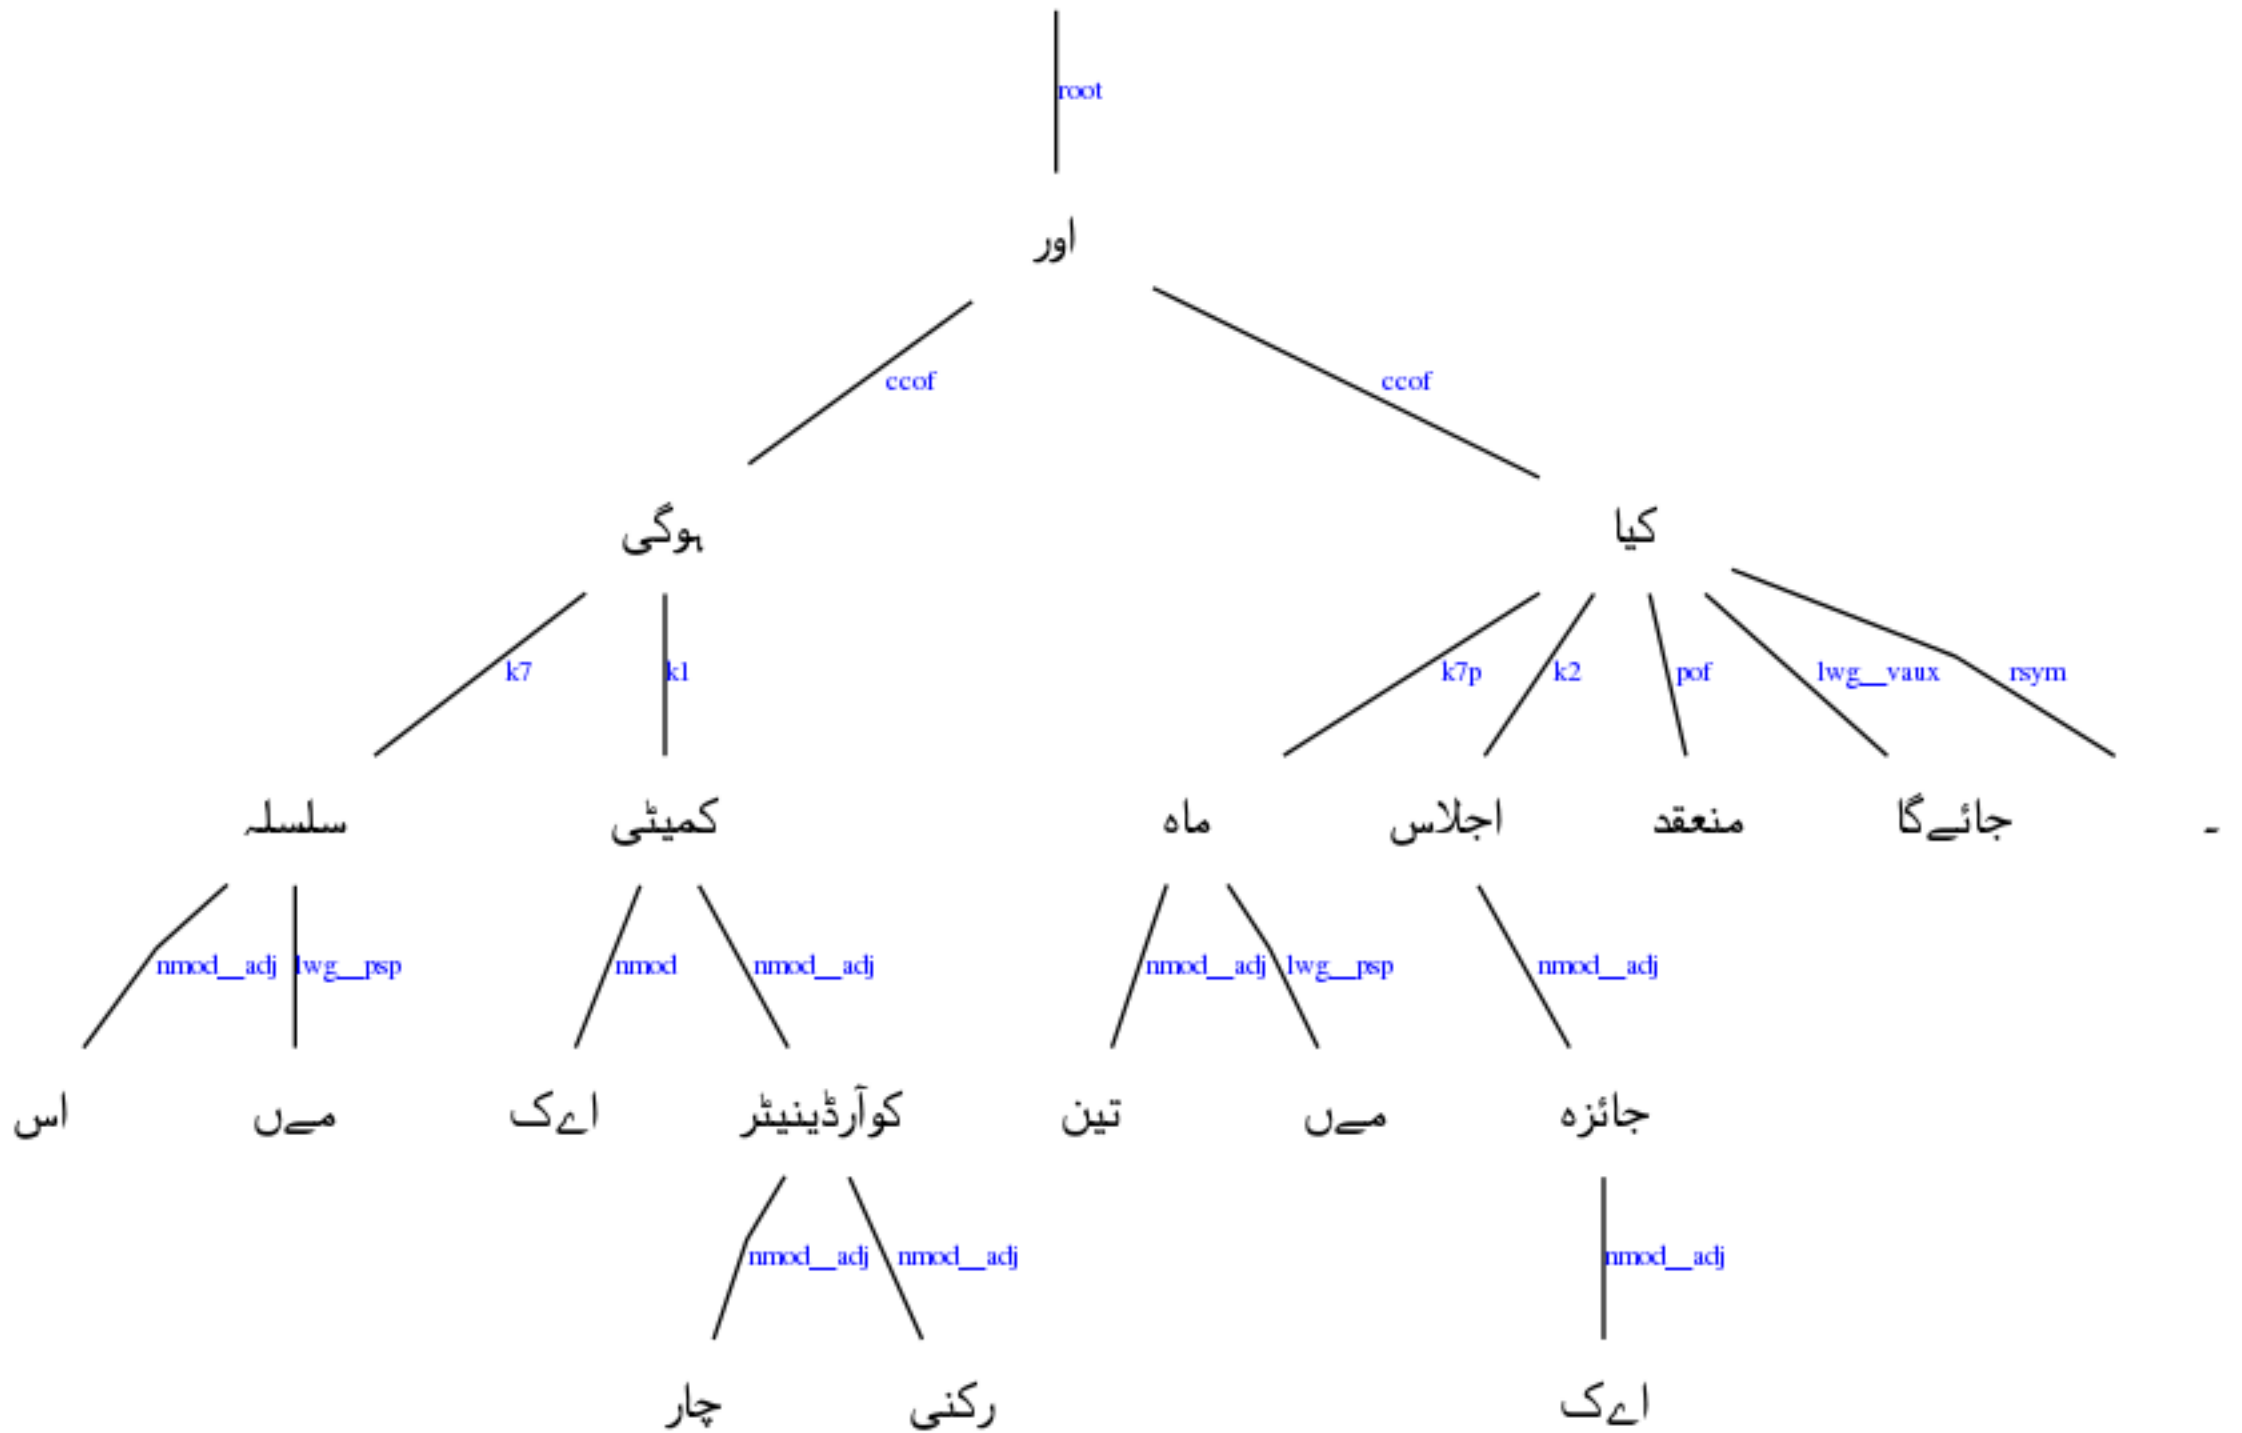 root
اور
ccof ccof
ہوگی کیا
k7 k1 k7p k2 pof lwg__vaux rsym
سلسلہ کمیٹی ماہ اجلاس منعقد جائےگا ۔
nmod__adj lwg__psp nmod nmod__adj nmod__adj lwg__psp nmod__adj
اس مےں اےک کوآرڈینیٹر تین مےں جائزہ
nmod__adj nmod__adj nmod__adj
چار رکنی اےک